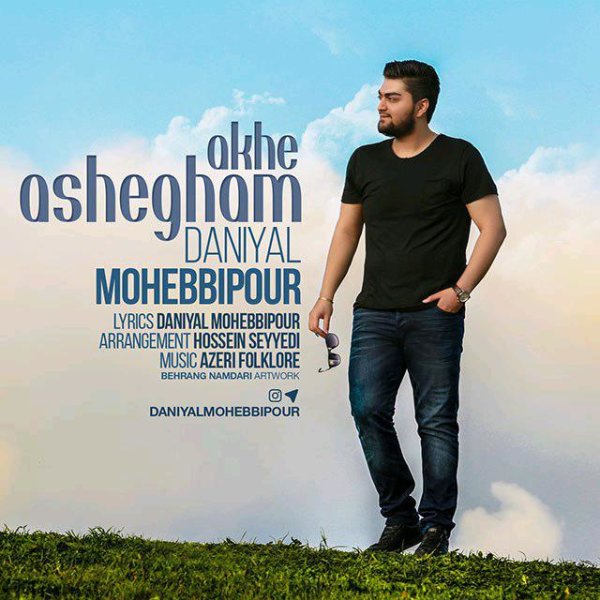 akhe
ashegham
DANIYAL
MOHEBBIPOUR
LYRICS DANIYAL MOHEBBIPOUR
ARRANGEMENT HOSSEIN SEYYEDI
MUSIC AZERI FOLKLORE
BEHRANG NAMDARI ARTWORK
DANIYALMOHEBBIPOUR